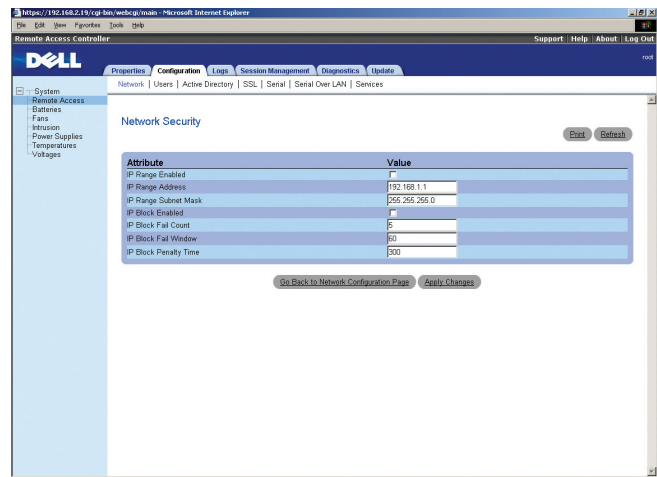 https://192.168.2.19/cgi-bin/webcgi/main - Microsoft Internet Explorer
File Edit View Favorites Tools Help
Remote Access Controller Support | Help | About | Log Out
DELL root
Properties Configuration Logs Session Management Diagnostics Update
Network | Users | Active Directory | SSL | Serial | Serial Over LAN | Services
System
Remote Access
Batteries
Fans
Intrusion
Power Supplies
Temperatures
Voltages
Network Security
Print Refresh
Attribute Value
IP Range Enabled
IP Range Address 192.168.1.1
IP Range Subnet Mask 255.255.255.0
IP Block Enabled
IP Block Fail Count 5
IP Block Fail Window 60
IP Block Penalty Time 300
Go Back to Network Configuration Page Apply Changes